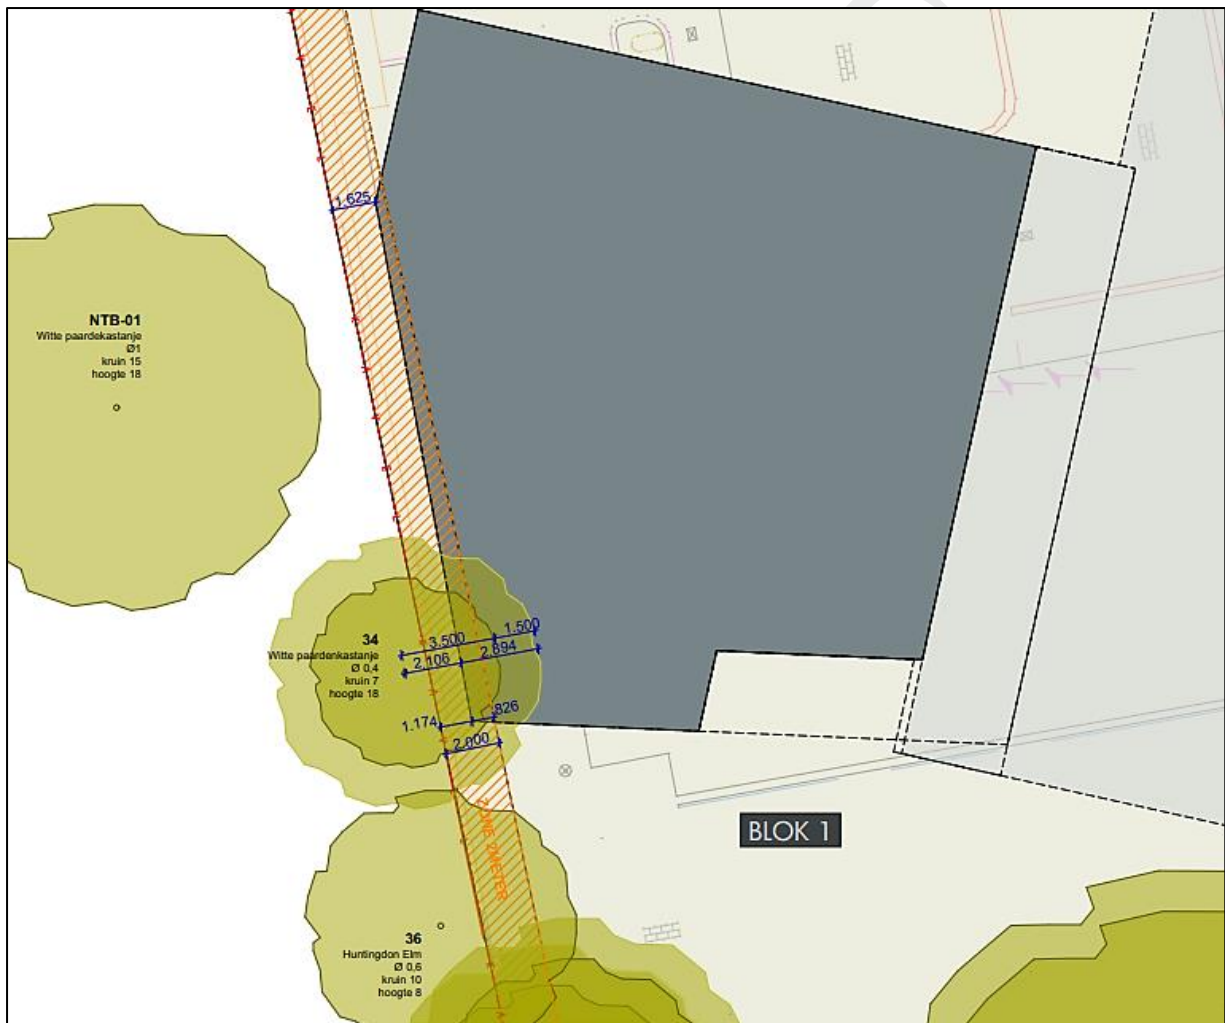 1.625
NTB-01
Witte paardekastanje
Ø1
kruin 15
hoogte 18
34
Witte paardenkastanje
Ø 0,4
kruin 7
hoogte 18
3.500
1.500
2.106
2.894
1.174
826
2.000
ZONE 2METER
BLOK 1
36
Huntingdon Elm
Ø 0,6
kruin 10
hoogte 8